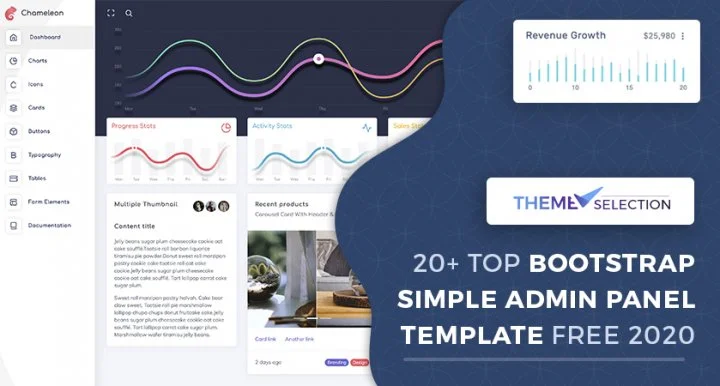 Chameleon
Dashboard
Charts
Icons
Cards
Buttons
Typography
Tables
Form Elements
Documentation
Mon Tue Wed Thu Fri
Progress Stats
Activity Stats
Sales Sta
Multiple Thumbnail
Content title
Jelly beans sugar plum cheesecake cookie oat
cake soufflé.Tootsie roll bonbon liquorice
tiramisu pie powder.Donut sweet roll marzipan
pastry cookie cake tootsie roll oat cake
cookie.Jelly beans sugar plum cheesecake
cookie oat cake soufflé. Tart lollipop carrot cake
sugar plum.
Sweet roll marzipan pastry halvah. Cake bear
claw sweet. Tootsie roll pie marshmallow
lollipop chupa chups donut fruitcake cake.Jelly
beans sugar plum cheesecake cookie oat cake
soufflé. Tart lollipop carrot cake sugar plum.
Marshmallow wafer tiramisu jelly beans.
Recent products
Carousel Card With Header &
Card link Another link
2 days ago
Branding Design
Revenue Growth $25,980
0 5 10 15 20
THEME SELECTION
20+ TOP BOOTSTRAP
SIMPLE ADMIN PANEL
TEMPLATE FREE 2020